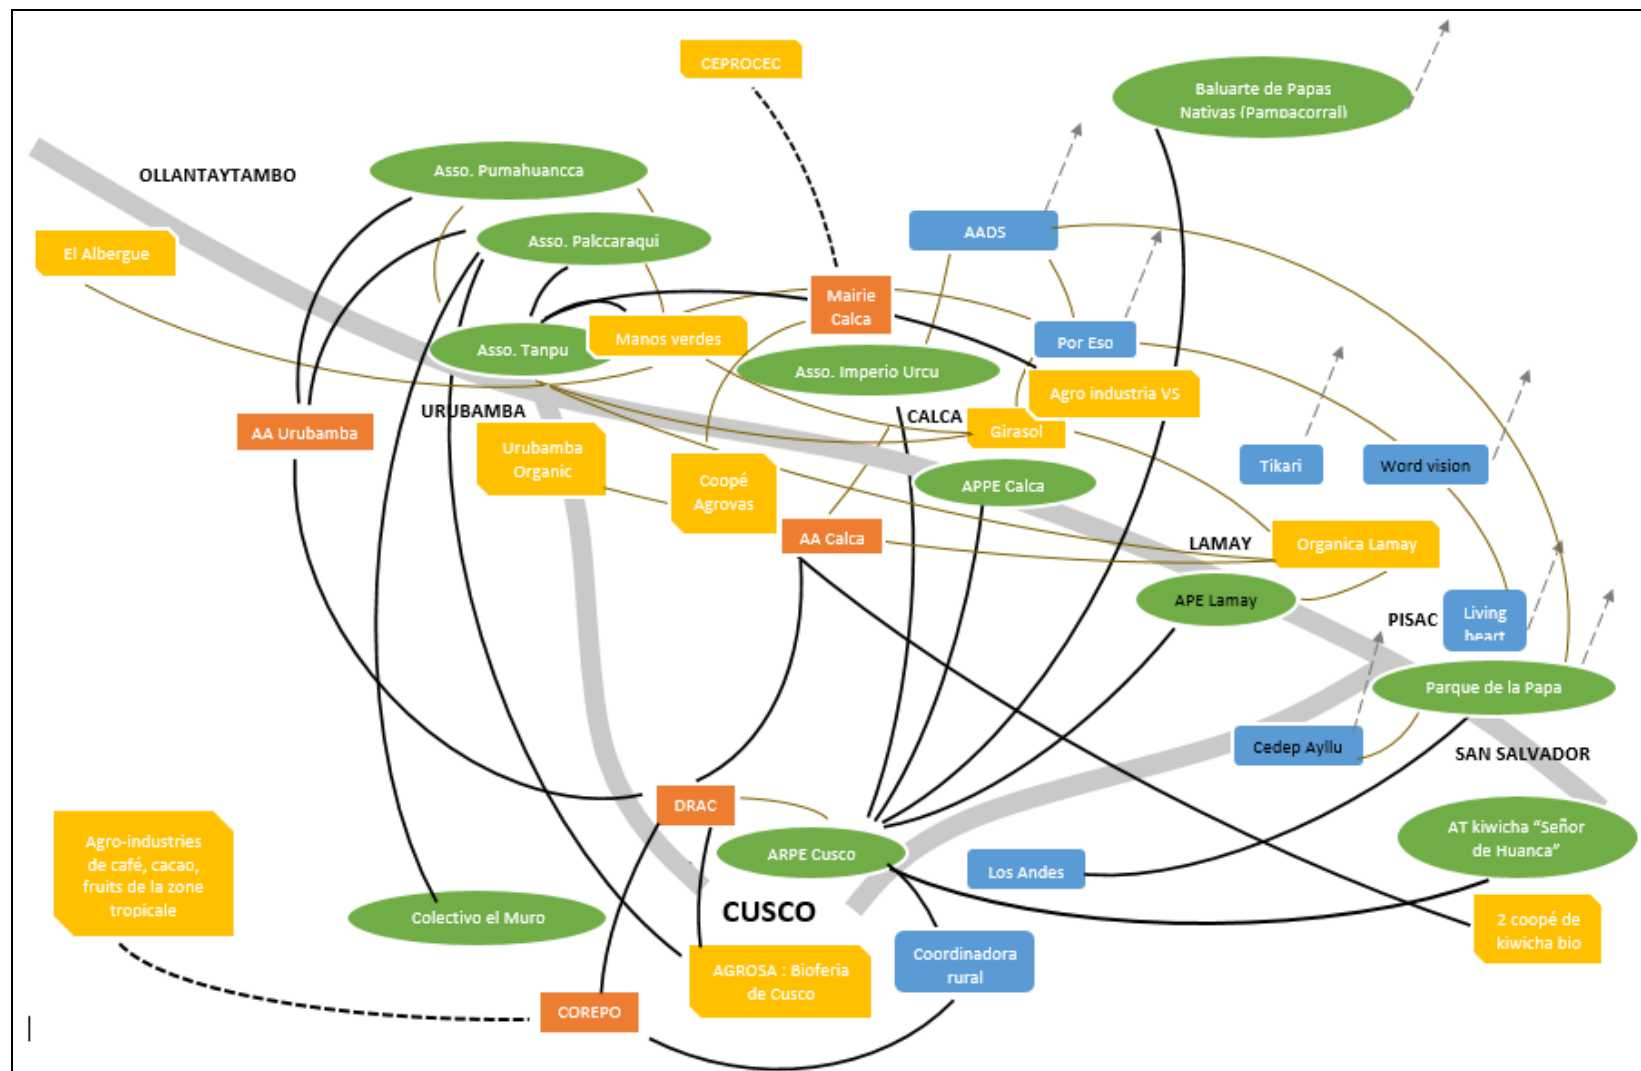 CEPROCEC
Baluarte de Papas
Nativas (Pampacorral)
OLLANTAYTAMBO
Asso. Pumahuancca
El Albergue
Asso. Palccaraqui
AADS
Mairie
Calca
Asso. Tanpu
Manos verdes
Por Eso
Asso. Imperio Urcu
Agro industria VS
URUBAMBA
CALCA
AA Urubamba
Girasol
Urubamba
Organic
Coopé
Agrovas
APPE Calca
Tikari
Word vision
AA Calca
LAMAY
Organica Lamay
APE Lamay
PISAC
Living
heart
Parque de la Papa
Cedep Ayllu
SAN SALVADOR
DRAC
ARPE Cusco
AT kiwicha “Señor
de Huanca”
Agro-industries
de café, cacao,
fruits de la zone
tropicale
Los Andes
Colectivo el Muro
CUSCO
2 coopé de
kiwicha bio
AGROSA : Bioferia
de Cusco
Coordinadora
rural
COREPO